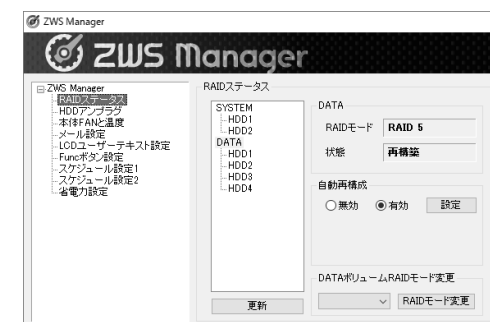 ZWS Manager
ZWS Manager
ZWS Manager
RAIDステータス
HDDアンプラグ
本体FANと温度
メール設定
LCDユーザーテキスト設定
Funcボタン設定
スケジュール設定1
スケジュール設定2
省電力設定
RAIDステータス
SYSTEM
HDD1
HDD2
DATA
HDD1
HDD2
HDD3
HDD4
更新
DATA
RAIDモード RAID 5
状態 再構築
自動再構成
無効 有効 設定
DATAボリュームRAIDモード変更
RAIDモード変更